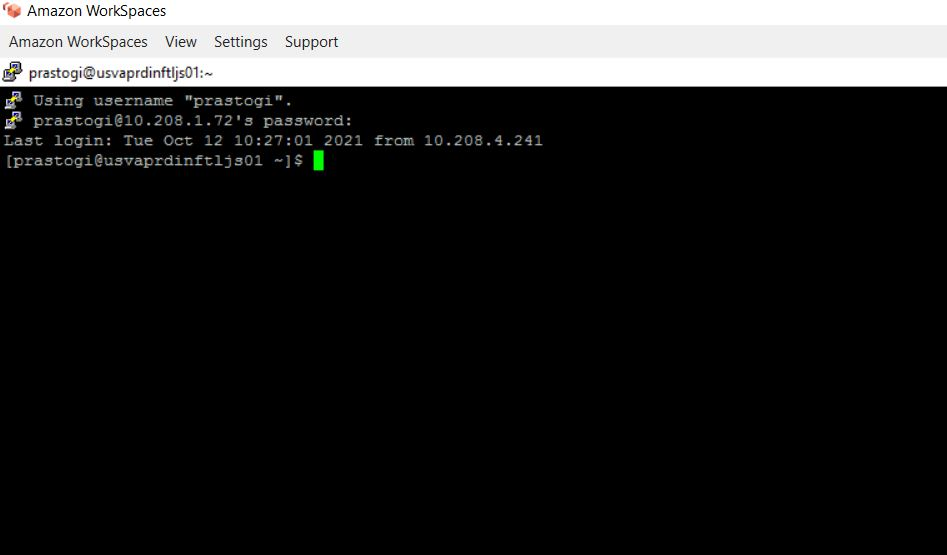 Amazon WorkSpaces
Amazon WorkSpaces View Settings Support
prastogi@usvaprdinftljs01:~
Using username "prastogi".
prastogi@10.208.1.72's password:
Last login: Tue Oct 12 10:27:01 2021 from 10.208.4.241
[prastogi@usvaprdinftljs01 ~]$